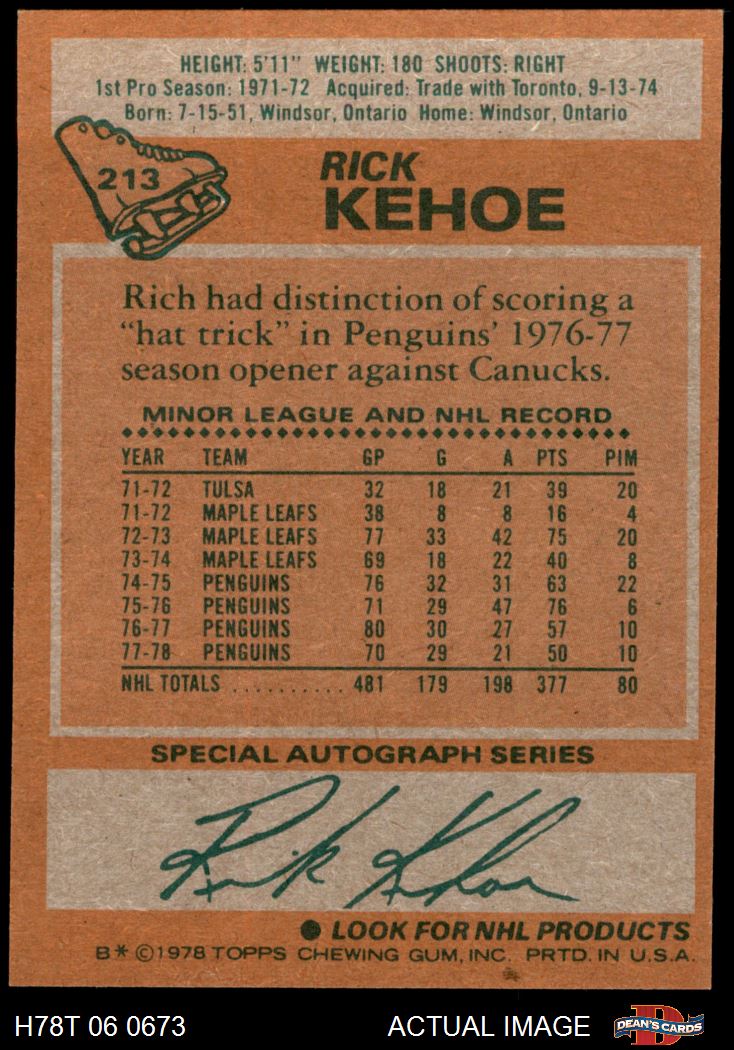 HEIGHT: 5'11" WEIGHT: 180 SHOOTS: RIGHT
1st Pro Season: 1971-72 Acquired: Trade with Toronto, 9-13-74
Born: 7-15-51, Windsor, Ontario Home: Windsor, Ontario
213
RICK
KEHOE
Rich had distinction of scoring a
"hat trick" in Penguins' 1976-77
season opener against Canucks.
MINOR LEAGUE AND NHL RECORD
YEAR TEAM GP G A PTS PIM
71-72 TULSA 32 18 21 39 20
71-72 MAPLE LEAFS 38 8 8 16 4
72-73 MAPLE LEAFS 77 33 42 75 20
73-74 MAPLE LEAFS 69 18 22 40 8
74-75 PENGUINS 76 32 31 63 22
75-76 PENGUINS 71 29 47 76 6
76-77 PENGUINS 80 30 27 57 10
77-78 PENGUINS 70 29 21 50 10
NHL TOTALS .......... 481 179 198 377 80
SPECIAL AUTOGRAPH SERIES
Rick Kehoe
● LOOK FOR NHL PRODUCTS
B* ©1978 TOPPS CHEWING GUM, INC. PRTD. IN U.S.A.
H78T 06 0673 ACTUAL IMAGE D DEAN'S CARDS